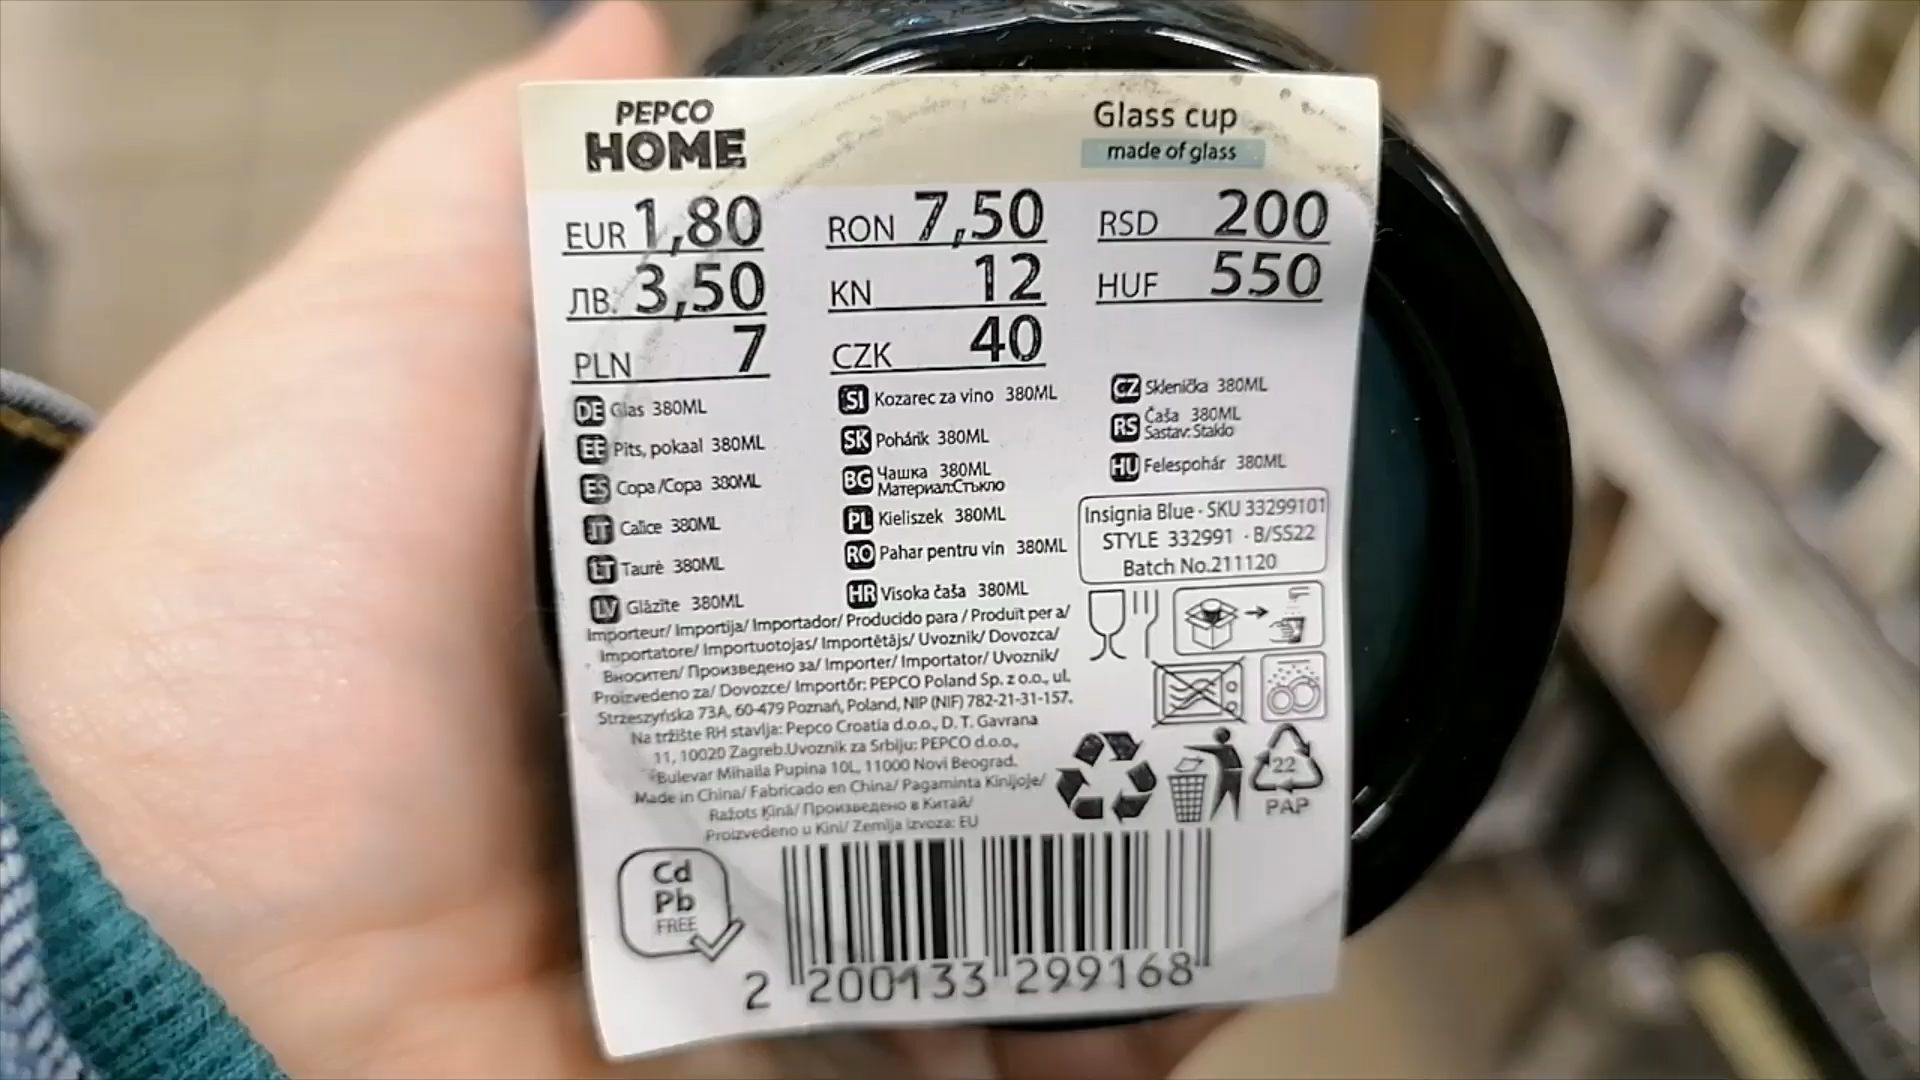 PEPCO
HOME
Glass cup
made of glass
EUR 1,80
ЛВ. 3,50
PLN 7
RON 7,50
KN 12
CZK 40
RSD 200
HUF 550
DE Glas 380ML
EE Pits, pokaal 380ML
ES Copa/Copa 380ML
IT Calice 380ML
LT Taurė 380ML
LV Glāzīte 380ML
SI Kozarec za vino 380ML
SK Pohárik 380ML
BG Чашка 380ML
Материал:Стъкло
PL Kieliszek 380ML
RO Pahar pentru vin 380ML
HR Visoka čaša 380ML
CZ Sklenička 380ML
RS Čaša 380ML
Sastav: Staklo
HU Felespohár 380ML
Insignia Blue · SKU 33299101
STYLE 332991 · B/SS22
Batch No.211120
Importeur/ Importija/ Importador/ Producido para / Produit per a/
Importatore/ Importuotojas/ Importētājs/ Uvoznik/ Dovozca/
Вносител/ Произведено за/ Importer/ Importator/ Uvoznik/
Proizvedeno za/ Dovozce/ Importőr: PEPCO Poland Sp. z o.o., ul.
Strzeszyńska 73A, 60-479 Poznań, Poland, NIP (NIF) 782-21-31-157.
Na tržište RH stavlja: Pepco Croatia d.o.o., D. T. Gavrana
11, 10020 Zagreb.Uvoznik za Srbiju: PEPCO d.o.o.,
Bulevar Mihaila Pupina 10L, 11000 Novi Beograd.
Made in China/ Fabricado en China/ Pagaminta Kinijoje/
Ražots Ķīnā/ Произведено в Китай/
Proizvedeno u Kini/ Zemlja izvoza: EU
22
PAP
Cd
Pb
FREE
2 200133 299168